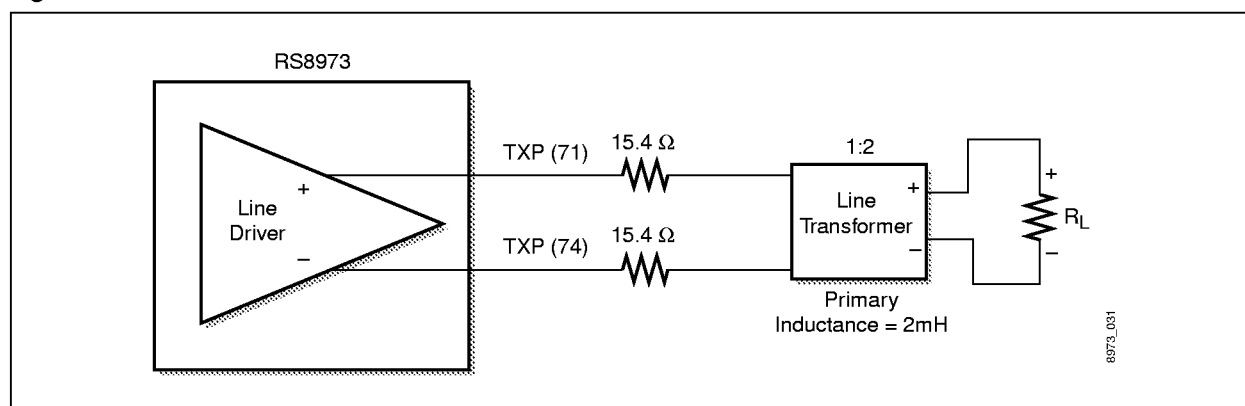 RS8973
TXP (71)
15.4 Ω
1:2
+
Line
Driver
−
TXP (74)
15.4 Ω
+
Line
Transformer
−
+
R_L
−
Primary
Inductance = 2mH
8973_031